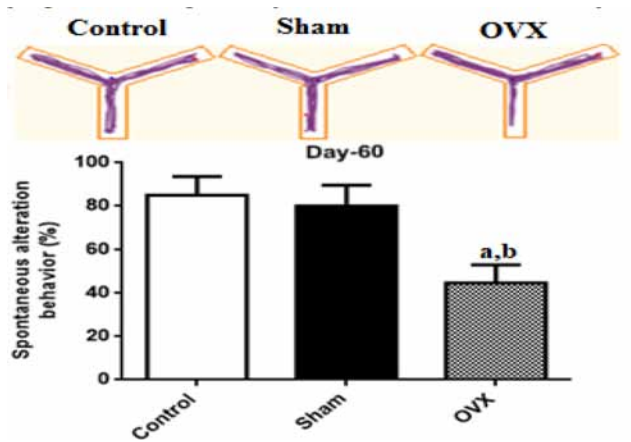 Control Sham OVX
Day-60
Spontaneous alteration
behavior (%)
100
80
60
40
20
0
a,b
Control
Sham
OVX